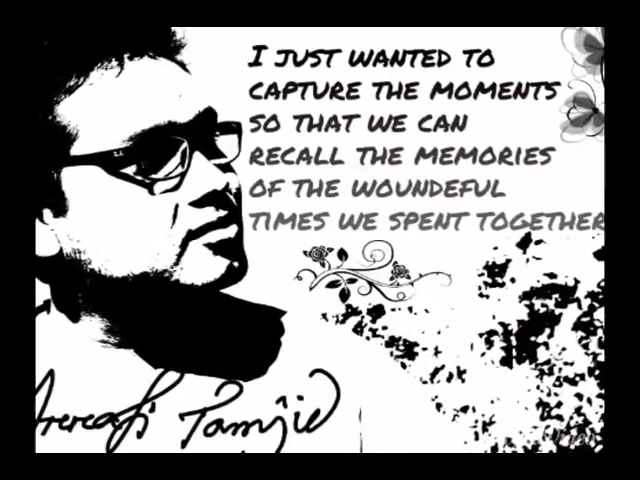 I JUST WANTED TO
CAPTURE THE MOMENTS
SO THAT WE CAN
RECALL THE MEMORIES
OF THE WOUNDEFUL
TIMES WE SPENT TOGETHER